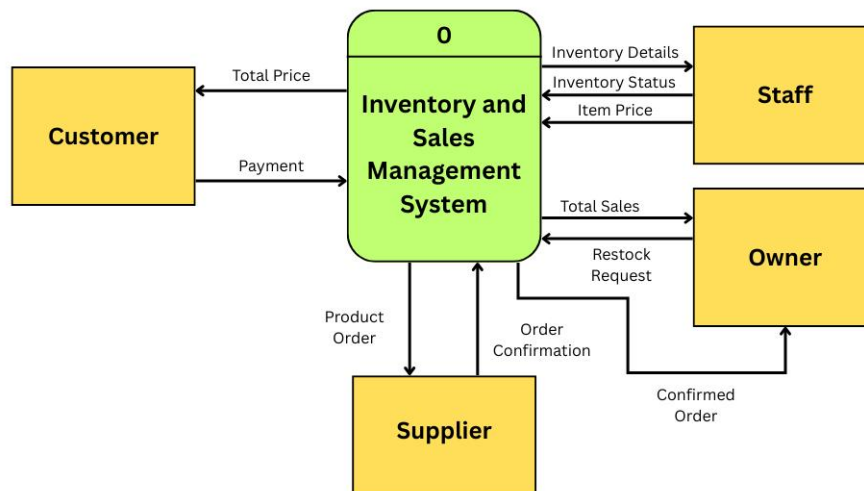 0
Inventory and
Sales
Management
System
Customer
Total Price
Payment
Inventory Details
Inventory Status
Item Price
Staff
Total Sales
Restock
Request
Owner
Product
Order
Order
Confirmation
Confirmed
Order
Supplier